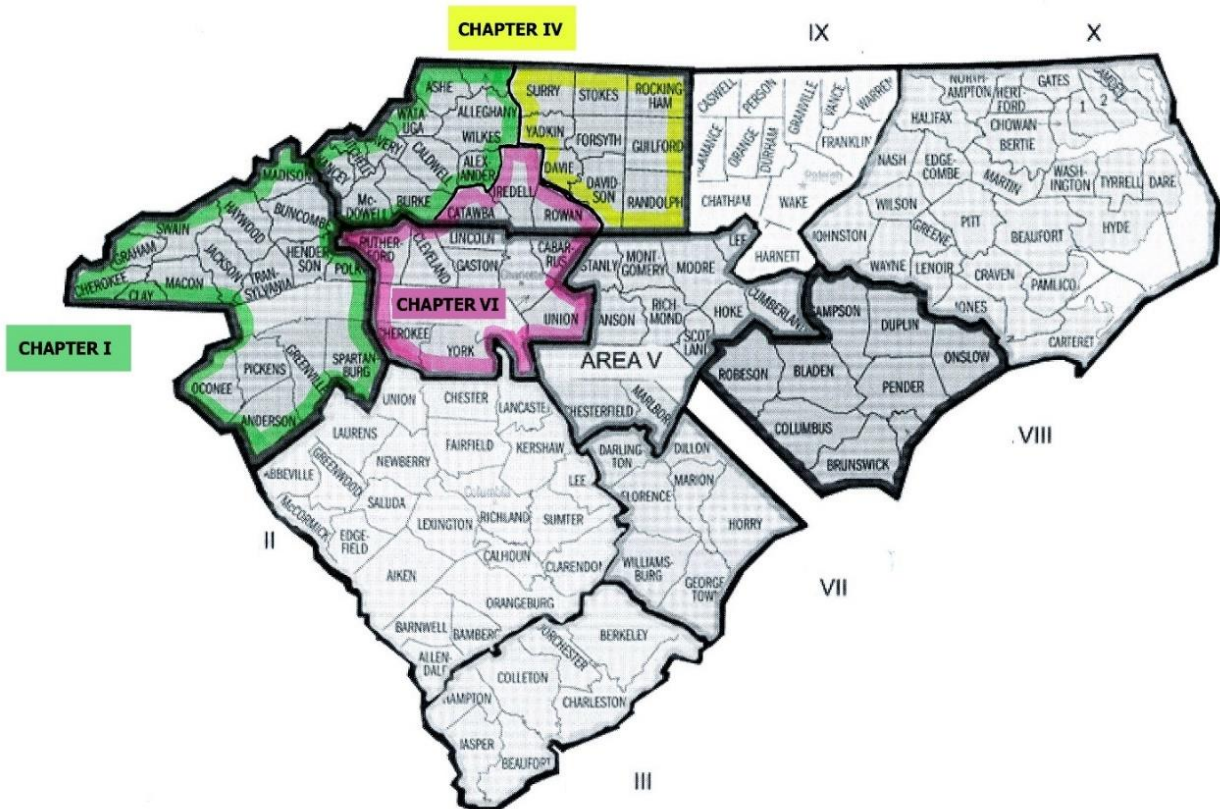 CHAPTER IV
IX
X
ASHE
ALLEGHANY
WATA
UGA
WILKES
AVERY
CALDWELL
ALEX
ANDER
McDOWELL
BURKE
SURRY
STOKES
ROCKING
HAM
YADKIN
FORSYTH
GUILFORD
DAVIE
DAVID-
SON
RANDOLPH
IREDELL
CATAWBA
ROWAN
CASWELL
PERSON
GRANVILLE
VANCE
WARREN
ORANGE
DURHAM
FRANKLIN
Raleigh
CHATHAM
WAKE
HARNETT
NORTH-
AMPTON
HERT-
FORD
GATES
1
2
HALIFAX
CHOWAN
BERTIE
NASH
EDGE-
COMBE
MARTIN
WASH-
INGTON
TYRRELL
DARE
WILSON
PITT
GREENE
BEAUFORT
HYDE
JOHNSTON
WAYNE
LENOIR
CRAVEN
PAMLICO
JONES
CARTERET
MADISON
HAYWOOD
BUNCOMBE
SWAIN
GRAHAM
JACKSON
HENDER
SON
CHEROKEE
MACON
TRAN-
SYLVANIA
POLK
CLAY
CHAPTER I
PICKENS
GREENVILLE
SPARTAN-
BURG
OCONEE
ANDERSON
CLEVELAND
LINCOLN
GASTON
Charlotte
CABAR-
RUS
CHAPTER VI
UNION
CHEROKEE
YORK
STANLY
MONT
GOMERY
MOORE
LEE
ANSON
RICH
MOND
HOKE
CUMBERLAND
SCOT
LAND
AREA V
CHESTERFIELD
MARLBORO
SAMPSON
DUPLIN
ONSLOW
ROBESON
BLADEN
PENDER
COLUMBUS
BRUNSWICK
VIII
UNION
CHESTER
LANCASTER
LAURENS
FAIRFIELD
KERSHAW
ABBEVILLE
GREENWOOD
NEWBERRY
LEE
SALUDA
Columbia
McCORMICK
LEXINGTON
RICHLAND
SUMTER
EDGE-
FIELD
CALHOUN
CLARENDON
AIKEN
ORANGEBURG
BARNWELL
BAMBERG
ALLEN-
DALE
II
DARLING
TON
DILLON
MARION
FLORENCE
HORRY
WILLIAMS-
BURG
GEORGE
TOWN
VII
DORCHESTER
BERKELEY
COLLETON
HAMPTON
CHARLESTON
JASPER
BEAUFORT
III